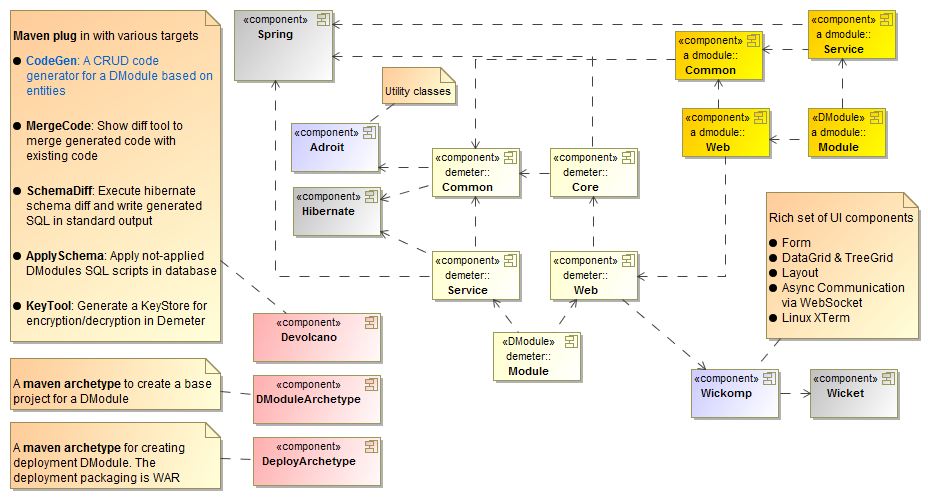 Maven plug in with various targets
● CodeGen: A CRUD code
generator for a DModule based on
entities
● MergeCode: Show diff tool to
merge generated code with
existing code
● SchemaDiff: Execute hibernate
schema diff and write generated
SQL in standard output
● ApplySchema: Apply not-applied
DModules SQL scripts in database
● KeyTool: Generate a KeyStore for
encryption/decryption in Demeter
A maven archetype to create a base
project for a DModule
A maven archetype for creating
deployment DModule. The
deployment packaging is WAR
«component»
Spring
Utility classes
«component»
Adroit
«component»
Hibernate
«component»
demeter::
Common
«component»
demeter::
Core
«component»
demeter::
Service
«component»
demeter::
Web
«DModule»
demeter::
Module
«component»
Devolcano
«component»
DModuleArchetype
«component»
DeployArchetype
«component»
a dmodule::
Common
«component»
a dmodule::
Service
«component»
a dmodule::
Web
«DModule»
a dmodule::
Module
Rich set of UI components
● Form
● DataGrid & TreeGrid
● Layout
● Async Communication
via WebSocket
● Linux XTerm
«component»
Wickomp
«component»
Wicket